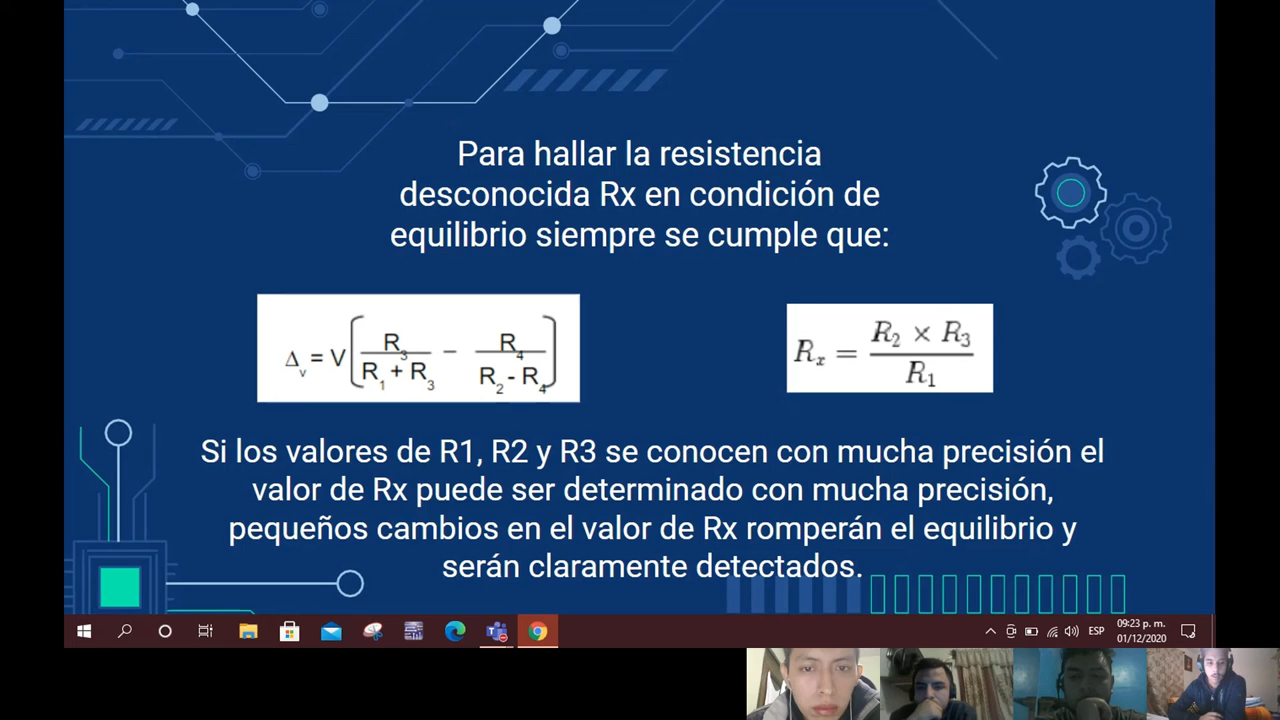 Para hallar la resistencia
desconocida Rx en condición de
equilibrio siempre se cumple que:
Δv = V[R3/(R1 + R3) − R4/(R2 - R4)]
Rx = (R2 × R3)/R1
Si los valores de R1, R2 y R3 se conocen con mucha precisión el
valor de Rx puede ser determinado con mucha precisión,
pequeños cambios en el valor de Rx romperán el equilibrio y
serán claramente detectados.
ESP
09:23 p. m.
01/12/2020